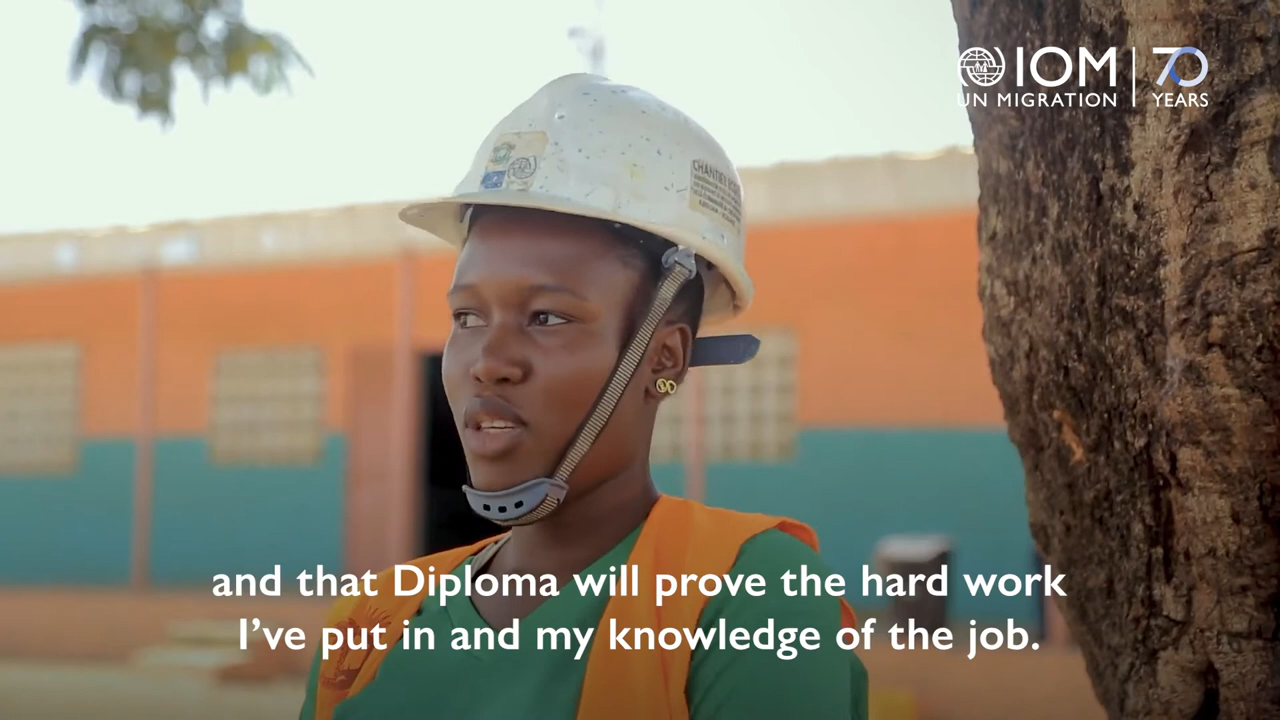 IOM
UN MIGRATION
70
YEARS
CHANTIER
and that Diploma will prove the hard work
I've put in and my knowledge of the job.